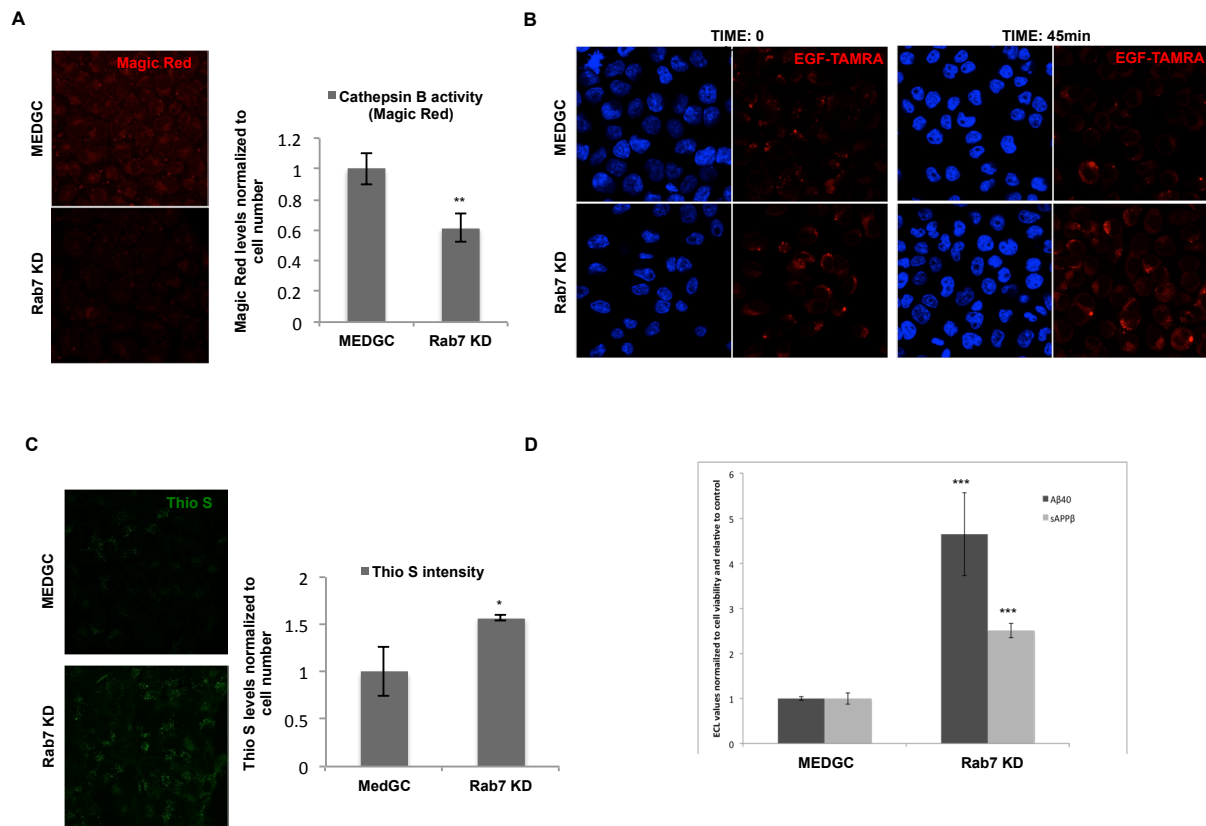 A
Magic Red
MEDGC
Rab7 KD
Magic Red levels normalized to
cell number
Cathepsin B activity
(Magic Red)
1.2
1
0.8
0.6
0.4
0.2
0
**
MEDGC
Rab7 KD
B
TIME: 0
TIME: 45min
EGF-TAMRA
EGF-TAMRA
MEDGC
Rab7 KD
C
Thio S
MEDGC
Rab7 KD
Thio S levels normalized to
cell number
Thio S intensity
2
1.5
1
0.5
0
*
MedGC
Rab7 KD
D
ECL values normailzed to cell viability and relative to control
6
5
4
3
2
1
0
***
***
Aβ40
sAPPβ
MEDGC
Rab7 KD